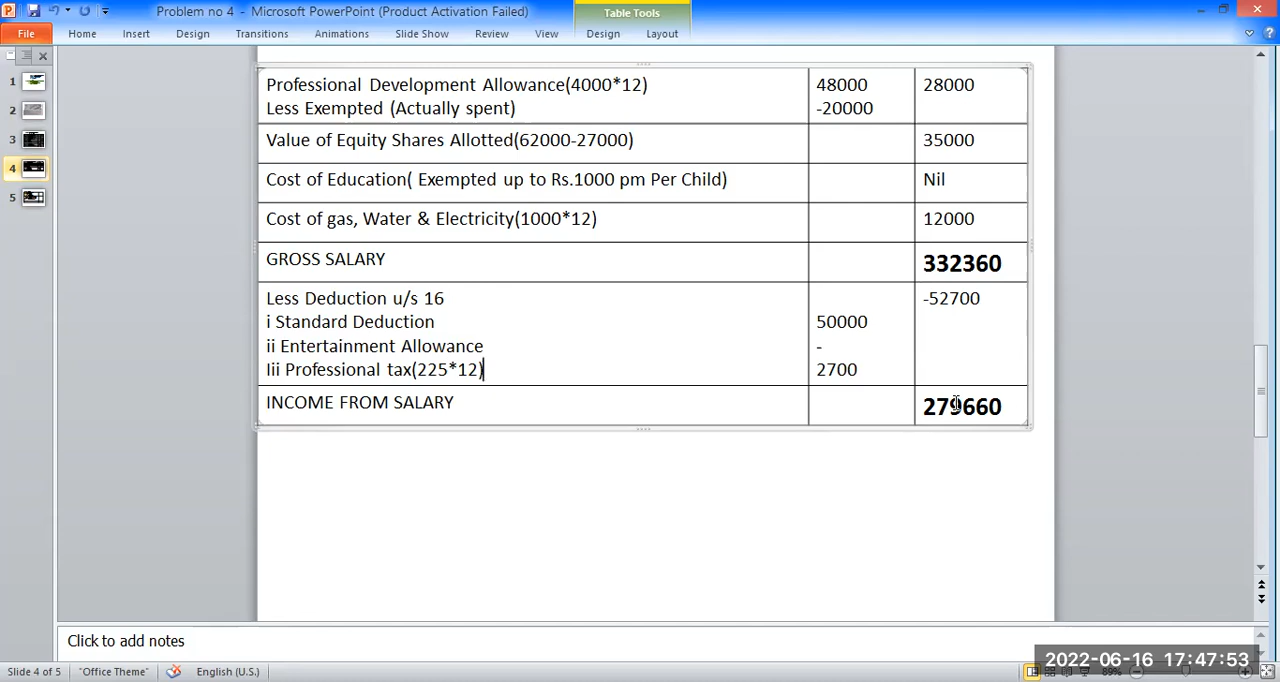 Problem no 4 - Microsoft PowerPoint (Product Activation Failed)
Table Tools
File Home Insert Design Transitions Animations Slide Show Review View Design Layout
1
2
3
4
5
Professional Development Allowance(4000*12) 48000 28000
Less Exempted (Actually spent) -20000
Value of Equity Shares Allotted(62000-27000) 35000
Cost of Education( Exempted up to Rs.1000 pm Per Child) Nil
Cost of gas, Water & Electricity(1000*12) 12000
GROSS SALARY 332360
Less Deduction u/s 16 -52700
i Standard Deduction 50000
ii Entertainment Allowance -
Iii Professional tax(225*12) 2700
INCOME FROM SALARY 279660
Click to add notes
2022-06-16 17:47:53
Slide 4 of 5 "Office Theme" English (U.S.) 89%